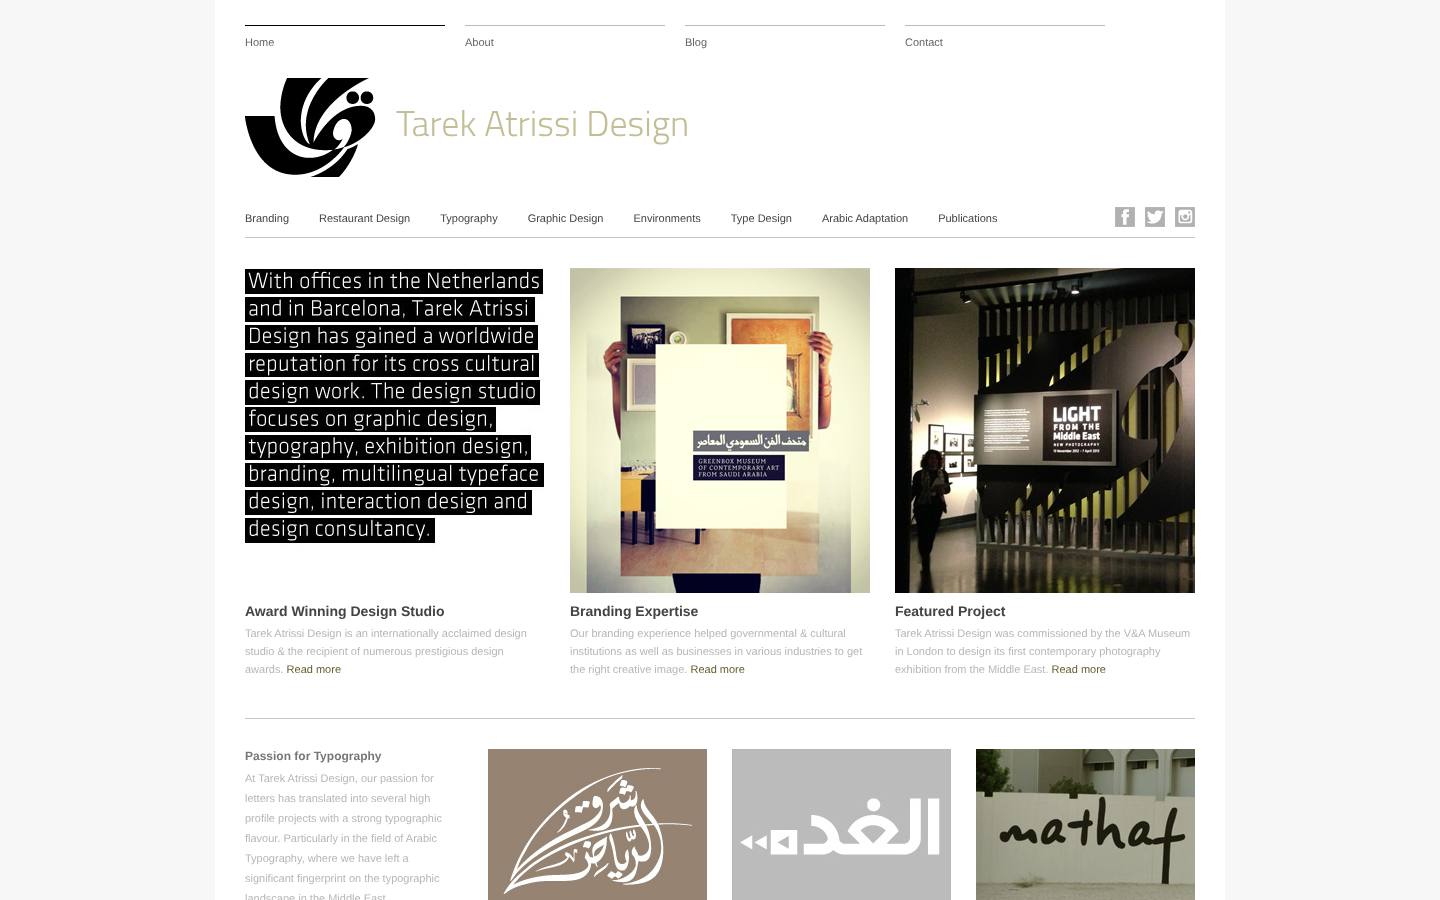 Home
About
Blog
Contact
Tarek Atrissi Design
Branding
Restaurant Design
Typography
Graphic Design
Environments
Type Design
Arabic Adaptation
Publications
With offices in the Netherlands
and in Barcelona, Tarek Atrissi
Design has gained a worldwide
reputation for its cross cultural
design work. The design studio
focuses on graphic design,
typography, exhibition design,
branding, multilingual typeface
design, interaction design and
design consultancy.
متحف الفن السعودي المعاصر
GREENBOX MUSEUM
OF CONTEMPORARY ART
FROM SAUDI ARABIA
LIGHT
FROM THE
Middle East
NEW PHOTOGRAPHY
Award Winning Design Studio
Tarek Atrissi Design is an internationally acclaimed design
studio & the recipient of numerous prestigious design
awards. Read more
Branding Expertise
Our branding experience helped governmental & cultural
institutions as well as businesses in various industries to get
the right creative image. Read more
Featured Project
Tarek Atrissi Design was commissioned by the V&A Museum
in London to design its first contemporary photography
exhibition from the Middle East. Read more
Passion for Typography
At Tarek Atrissi Design, our passion for
letters has translated into several high
profile projects with a strong typographic
flavour. Particularly in the field of Arabic
Typography, where we have left a
significant fingerprint on the typographic
landscape in the Middle East.
شرق
الرياض
الغد
mathaf